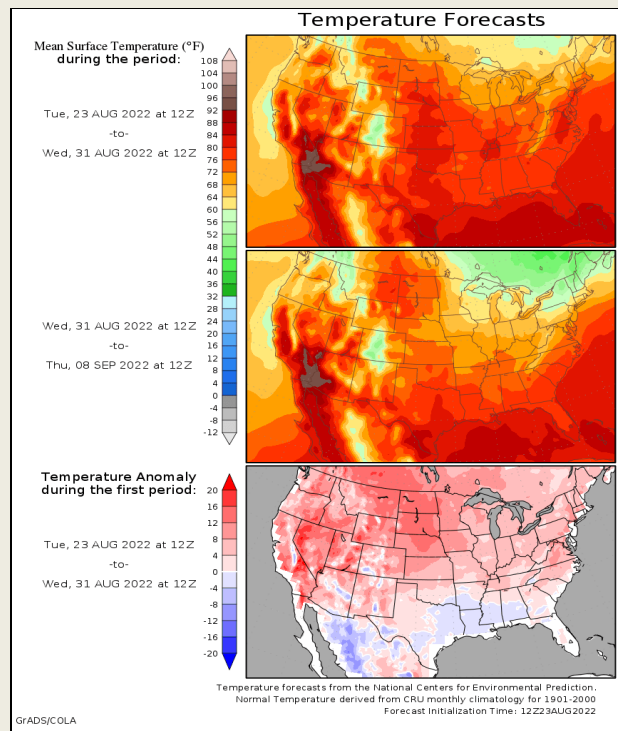 Temperature Forecasts
Mean Surface Temperature (°F)
during the period:
Tue, 23 AUG 2022 at 12Z
-to-
Wed, 31 AUG 2022 at 12Z
108
104
100
96
92
88
84
80
76
72
68
64
60
56
52
48
44
40
36
32
28
24
20
16
12
8
4
0
-4
-8
-12
Wed, 31 AUG 2022 at 12Z
-to-
Thu, 08 SEP 2022 at 12Z
Temperature Anomaly
during the first period:
Tue, 23 AUG 2022 at 12Z
-to-
Wed, 31 AUG 2022 at 12Z
20
16
12
8
4
0
-4
-8
-12
-16
-20
Temperature forecasts from the National Centers for Environmental Prediction.
Normal Temperature derived from CRU monthly climatology for 1901-2000
Forecast Initialization Time: 12Z23AUG2022
GrADS/COLA